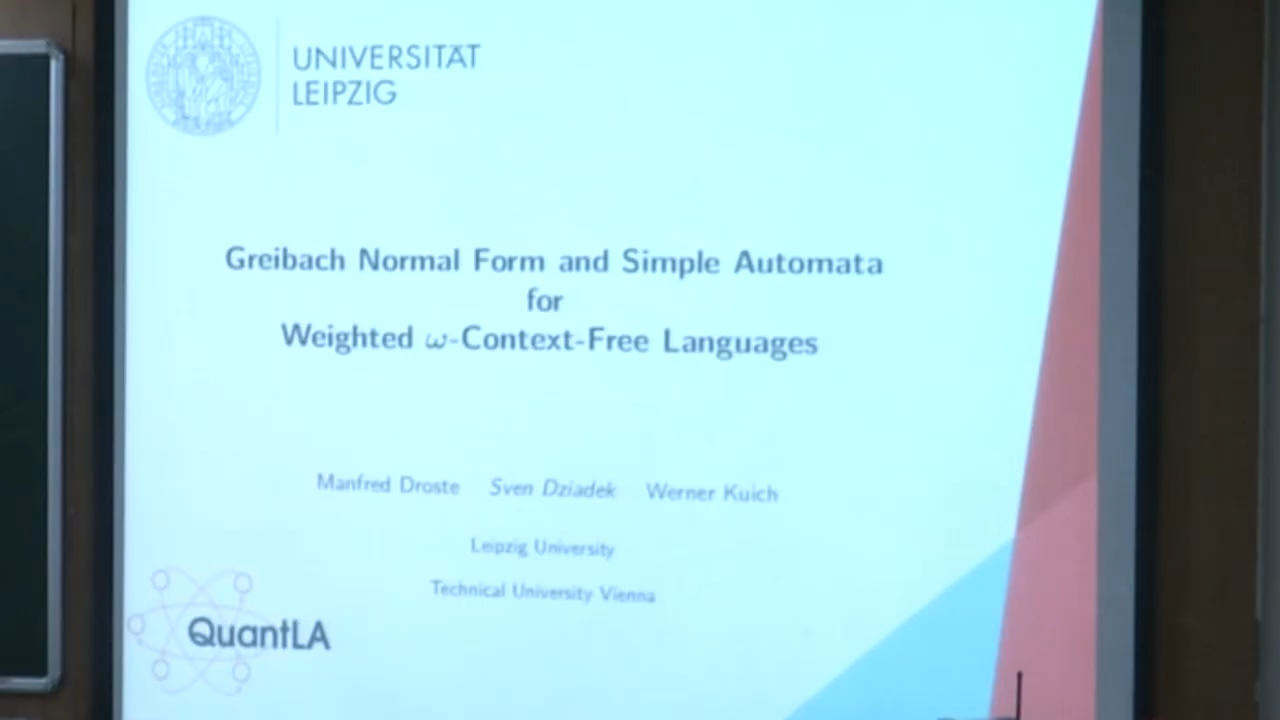 UNIVERSITÄT
LEIPZIG
Greibach Normal Form and Simple Automata
for
Weighted ω-Context-Free Languages
Manfred Droste Sven Dziadek Werner Kuich
Leipzig University
Technical University Vienna
QuantLA